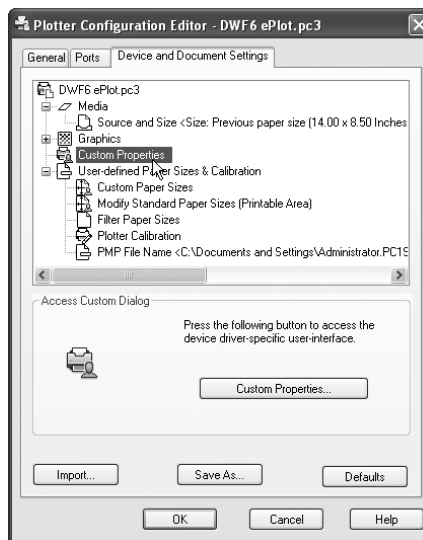 Plotter Configuration Editor - DWF6 ePlot.pc3
General Ports Device and Document Settings
DWF6 ePlot.pc3
Media
Source and Size <Size: Previous paper size (14.00 x 8.50 Inches
Graphics
Custom Properties
User-defined Paper Sizes & Calibration
Custom Paper Sizes
Modify Standard Paper Sizes (Printable Area)
Filter Paper Sizes
Plotter Calibration
PMP File Name <C:\Documents and Settings\Administrator.PC1S
Access Custom Dialog
Press the following button to access the
device driver-specific user-interface.
Custom Properties...
Import... Save As... Defaults
OK Cancel Help